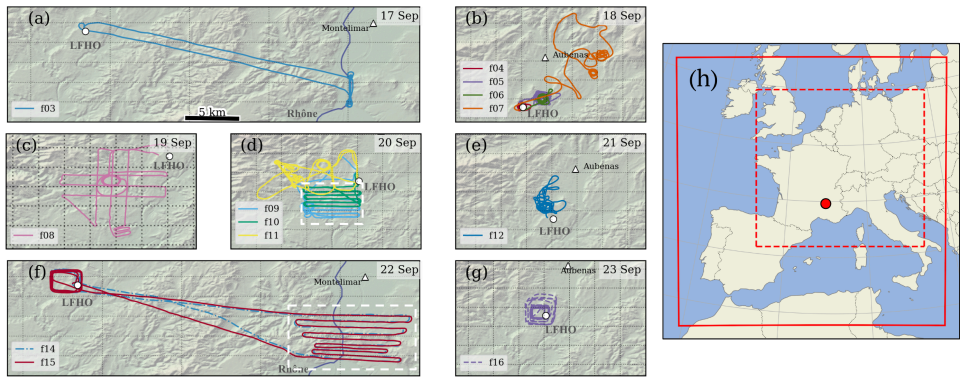 (a)
17 Sep
Montelimar
LFHO
f03
5 km
Rhône
(b)
18 Sep
Aubenas
f04
f05
f06
f07
LFHO
(c)
19 Sep
LFHO
f08
(d)
20 Sep
LFHO
f09
f10
f11
(e)
21 Sep
Aubenas
LFHO
f12
(f)
22 Sep
Montelimar
LFHO
f14
f15
Rhône
(g)
23 Sep
Aubenas
LFHO
f16
(h)